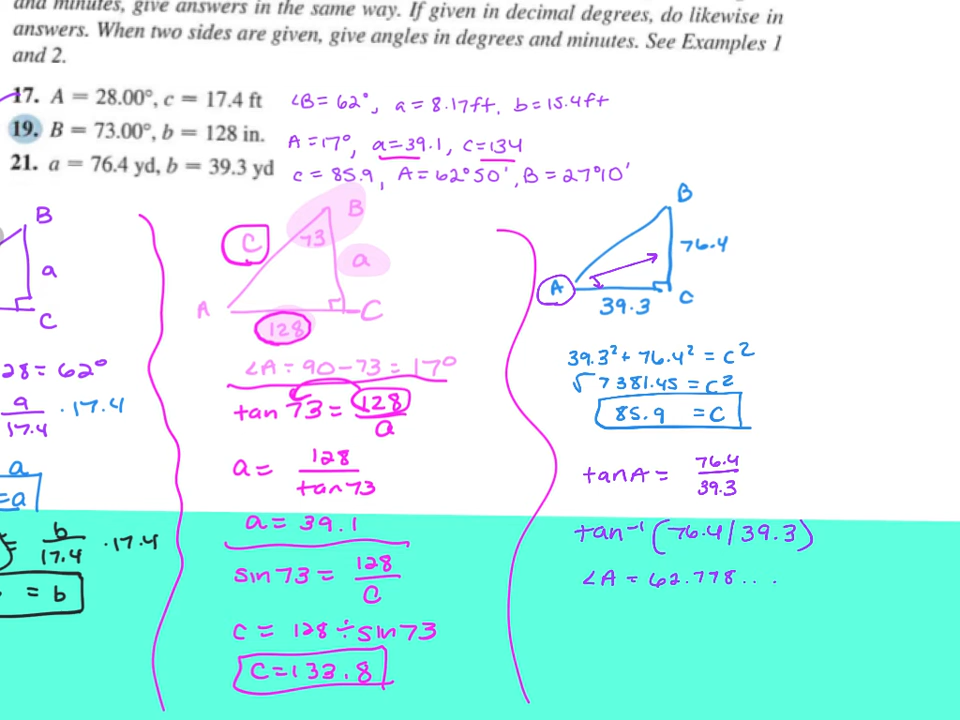 and minutes, give answers in the same way. If given in decimal degrees, do likewise in
answers. When two sides are given, give angles in degrees and minutes. See Examples 1
and 2.
17. A = 28.00°, c = 17.4 ft ∠B = 62°, a = 8.17ft, b = 15.4ft
19. B = 73.00°, b = 128 in. A = 17°, a = 39.1, c = 134
21. a = 76.4 yd, b = 39.3 yd c = 85.9, A = 62°50', B = 27°10'
B
a
C
28 = 62°
a/17.4 · 17.4
a
=a
= b/17.4 · 17.4
= b
B
C
73
a
A
C
128
∠A = 90-73 = 17°
tan 73 = 128/a
a = 128/tan73
a = 39.1
sin 73 = 128/C
c = 128 ÷ sin 73
C=133.8
B
76.4
A
C
39.3
39.3² + 76.4² = c²
√7381.45 = c²
85.9 = C
tanA = 76.4/39.3
tan⁻¹(76.4/39.3)
∠A = 62.778...